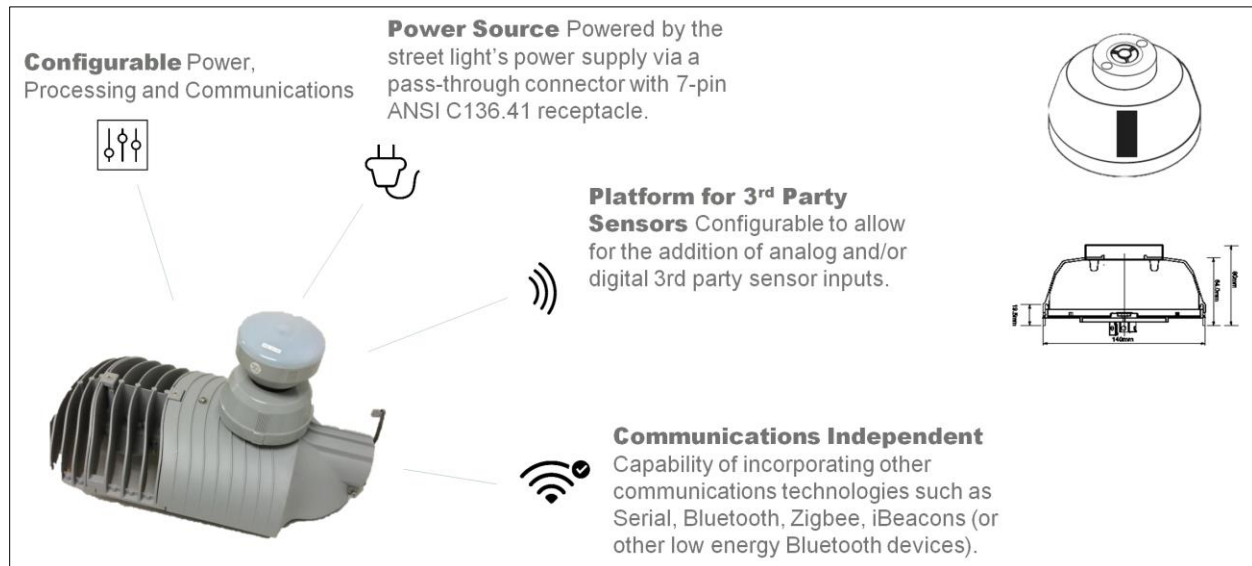 Configurable Power,
Processing and Communications
Power Source Powered by the
street light’s power supply via a
pass-through connector with 7-pin
ANSI C136.41 receptacle.
Platform for 3rd Party
Sensors Configurable to allow
for the addition of analog and/or
digital 3rd party sensor inputs.
Communications Independent
Capability of incorporating other
communications technologies such as
Serial, Bluetooth, Zigbee, iBeacons (or
other low energy Bluetooth devices).
140mm